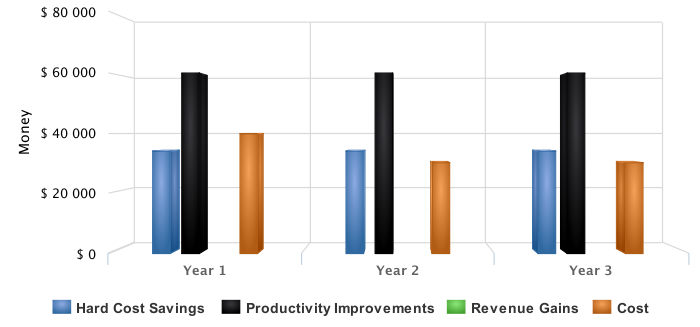 $ 80 000
$ 60 000
$ 40 000
$ 20 000
$ 0
Money
Year 1 Year 2 Year 3
Hard Cost Savings Productivity Improvements Revenue Gains Cost